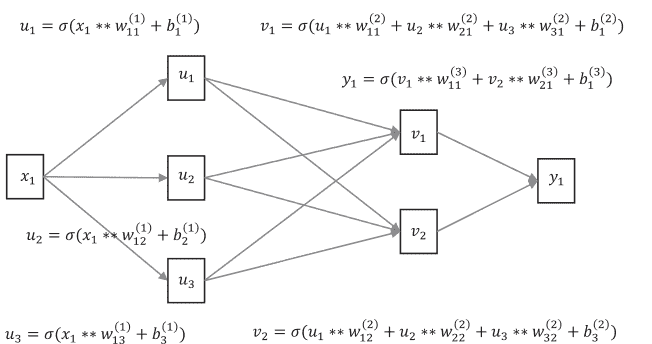 u₁ = σ(x₁ ** w₁₁⁽¹⁾ + b₁⁽¹⁾)
v₁ = σ(u₁ ** w₁₁⁽²⁾ + u₂ ** w₂₁⁽²⁾ + u₃ ** w₃₁⁽²⁾ + b₁⁽²⁾)
u₁
y₁ = σ(v₁ ** w₁₁⁽³⁾ + v₂ ** w₂₁⁽³⁾ + b₁⁽³⁾)
v₁
x₁
u₂
y₁
u₂ = σ(x₁ ** w₁₂⁽¹⁾ + b₂⁽¹⁾)
v₂
u₃
u₃ = σ(x₁ ** w₁₃⁽¹⁾ + b₃⁽¹⁾)
v₂ = σ(u₁ ** w₁₂⁽²⁾ + u₂ ** w₂₂⁽²⁾ + u₃ ** w₃₂⁽²⁾ + b₃⁽²⁾)